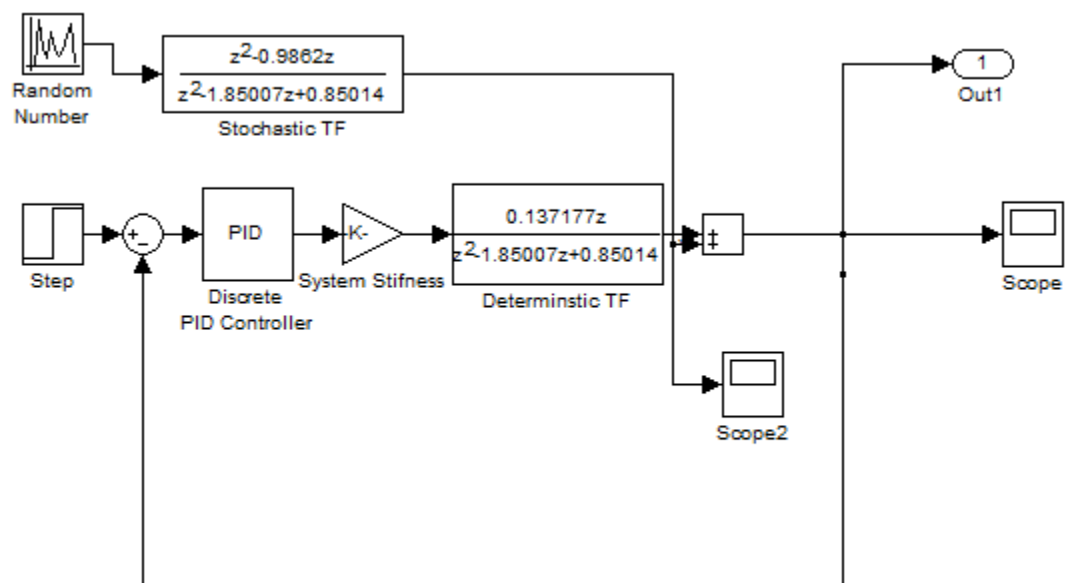 Random
Number
z2-0.9862z
z2-1.85007z+0.85014
Stochastic TF
1
Out1
Step
+
−
PID
Discrete
PID Controller
K-
System Stifness
0.137177z
z2-1.85007z+0.85014
Determinstic TF
+
+
Scope
Scope2